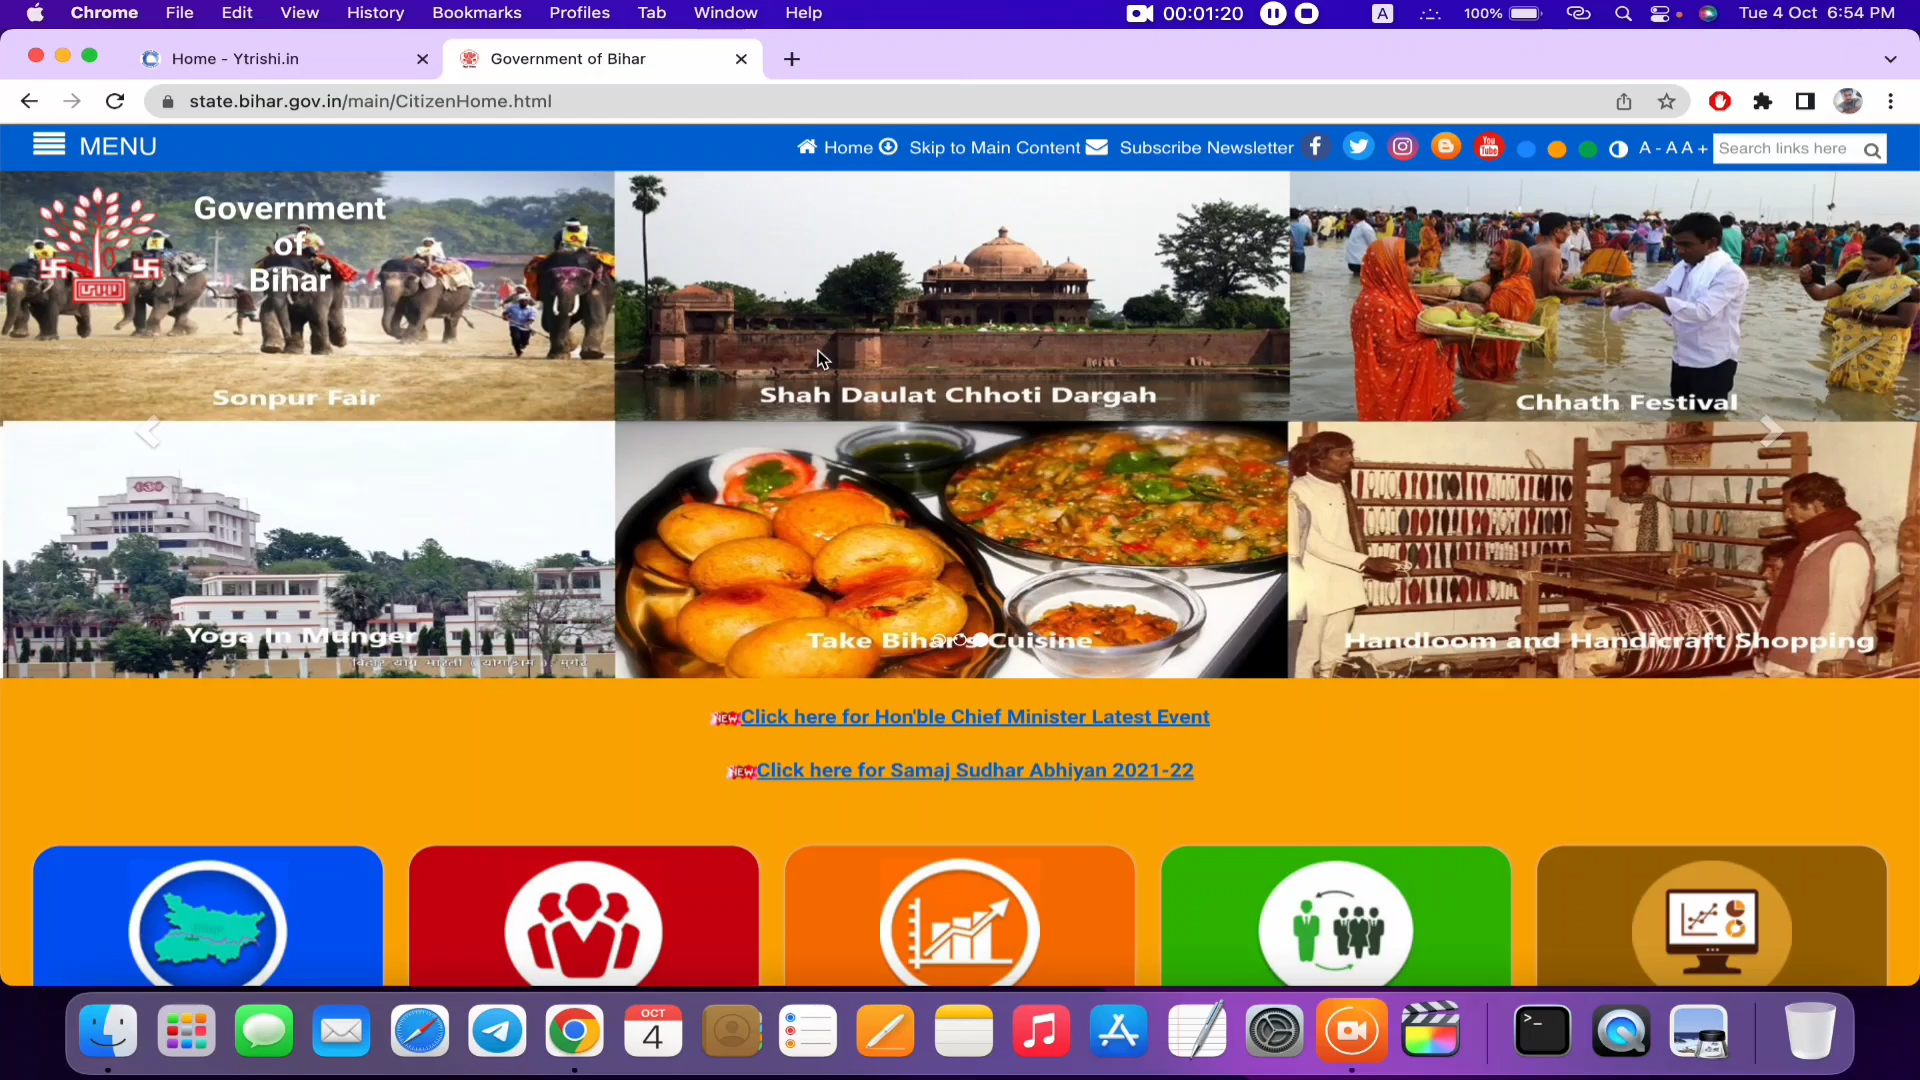 Chrome File Edit View History Bookmarks Profiles Tab Window Help 00:01:20 A 100% Tue 4 Oct 6:54 PM
Home - Ytrishi.in
Government of Bihar
state.bihar.gov.in/main/CitizenHome.html
MENU
Home Skip to Main Content Subscribe Newsletter You Tube A - A A + Search links here
Government
of
Bihar
Sonpur Fair
Shah Daulat Chhoti Dargah
Chhath Festival
Yoga In Munger
Take Bihar's Cuisine
Handloom and Handicraft Shopping
NEW Click here for Hon'ble Chief Minister Latest Event
NEW Click here for Samaj Sudhar Abhiyan 2021-22
OCT
4